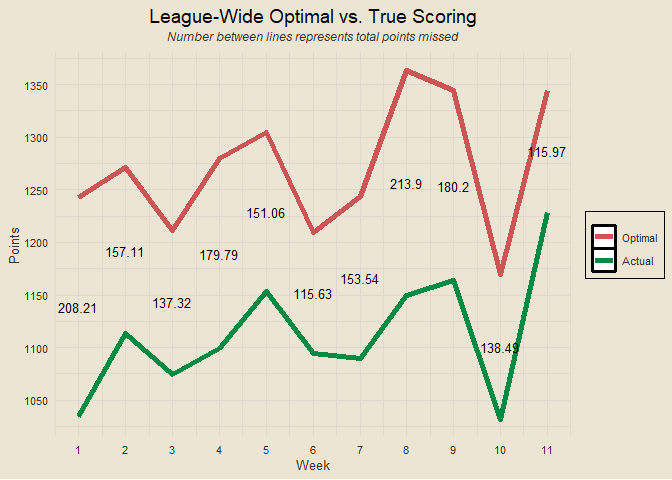 League-Wide Optimal vs. True Scoring
Number between lines represents total points missed
1350
1300
1250
1200
1150
1100
1050
Points
208.21
157.11
137.32
179.79
151.06
115.63
153.54
213.9
180.2
138.49
115.97
1 2 3 4 5 6 7 8 9 10 11
Week
Optimal
Actual